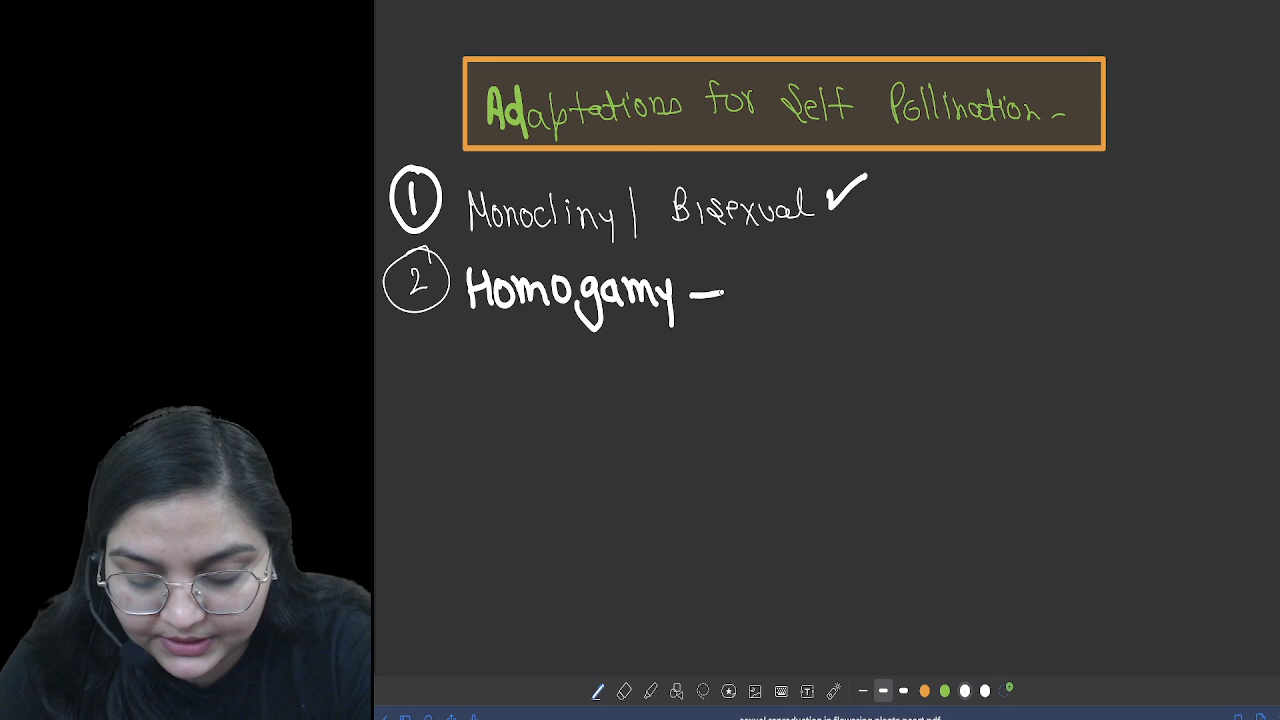 Adaptations for Self Pollination -
① Monocliny | Bisexual ✓
② Homogamy -